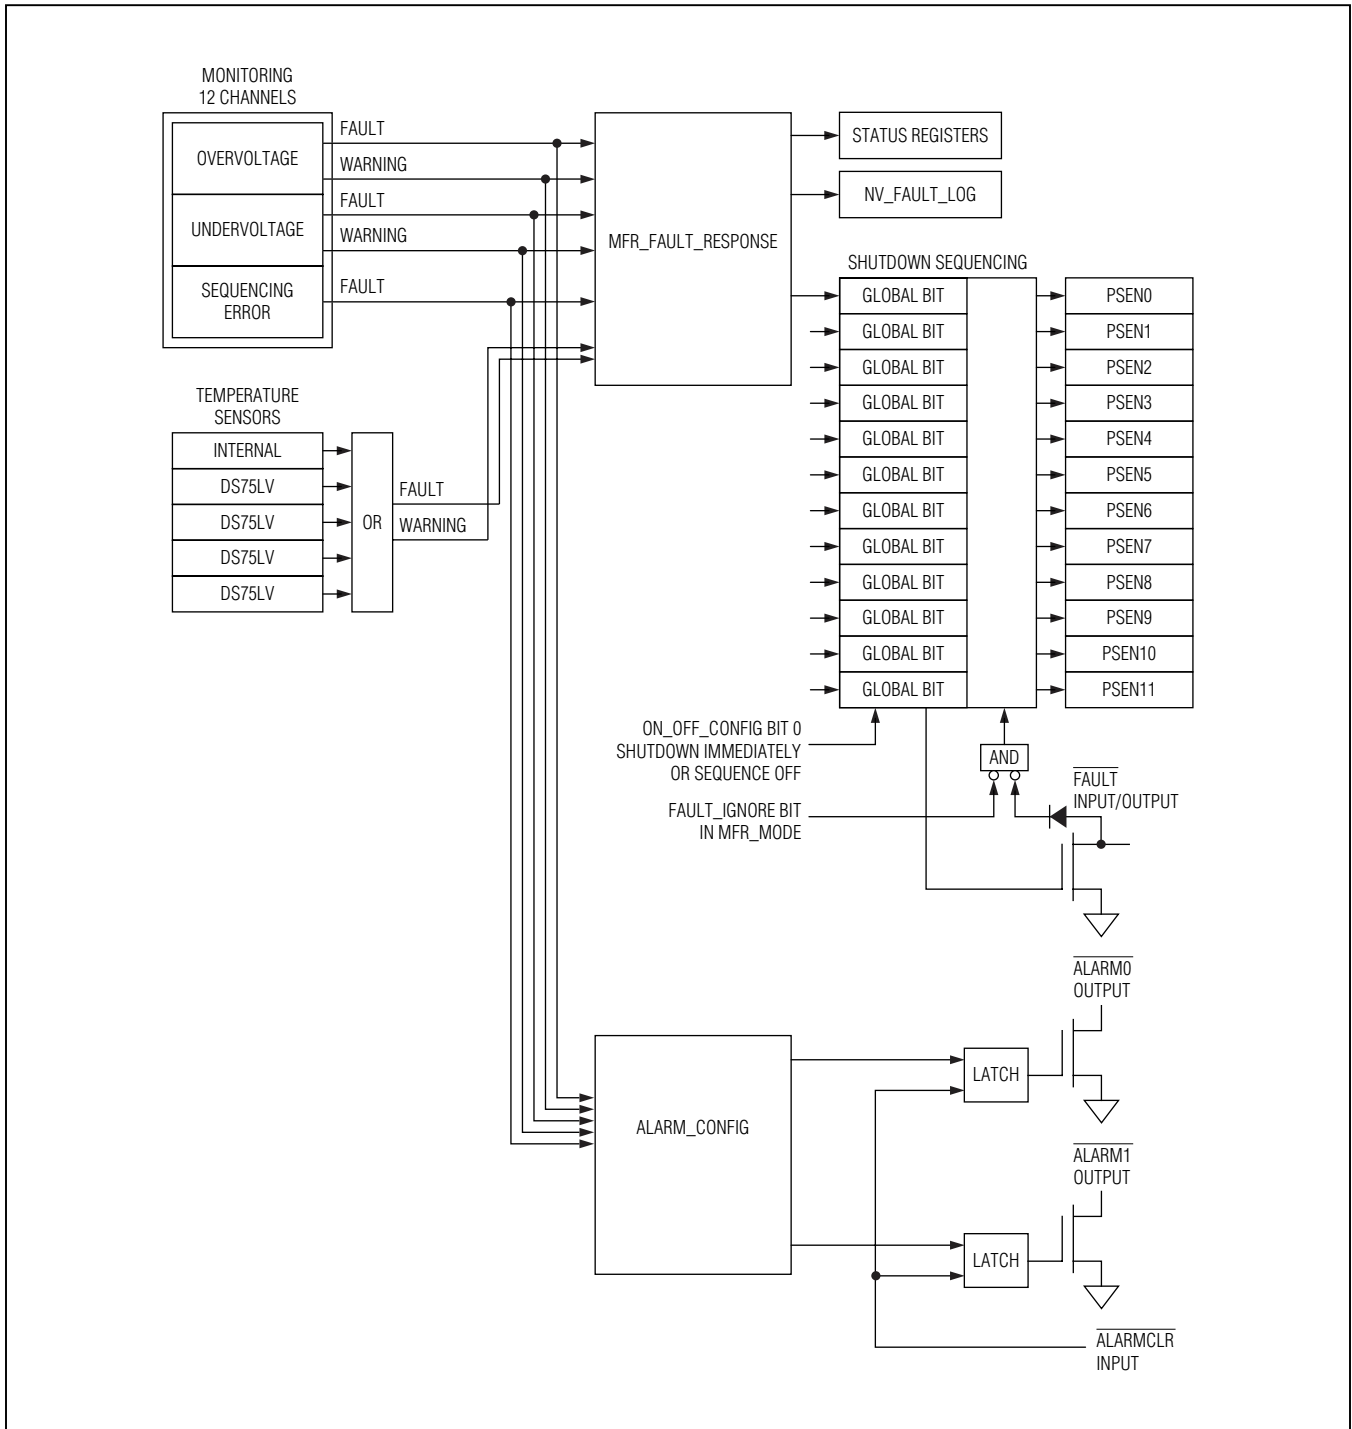 MONITORING
12 CHANNELS
OVERVOLTAGE
UNDERVOLTAGE
SEQUENCING
ERROR
FAULT
WARNING
FAULT
WARNING
FAULT
TEMPERATURE
SENSORS
INTERNAL
DS75LV
DS75LV
DS75LV
DS75LV
OR
FAULT
WARNING
MFR_FAULT_RESPONSE
STATUS REGISTERS
NV_FAULT_LOG
SHUTDOWN SEQUENCING
GLOBAL BIT
PSEN0
GLOBAL BIT
PSEN1
GLOBAL BIT
PSEN2
GLOBAL BIT
PSEN3
GLOBAL BIT
PSEN4
GLOBAL BIT
PSEN5
GLOBAL BIT
PSEN6
GLOBAL BIT
PSEN7
GLOBAL BIT
PSEN8
GLOBAL BIT
PSEN9
GLOBAL BIT
PSEN10
GLOBAL BIT
PSEN11
ON_OFF_CONFIG BIT 0
SHUTDOWN IMMEDIATELY
OR SEQUENCE OFF
AND
FAULT_IGNORE BIT
IN MFR_MODE
FAULT
INPUT/OUTPUT
ALARM_CONFIG
LATCH
ALARM0
OUTPUT
LATCH
ALARM1
OUTPUT
ALARMCLR
INPUT